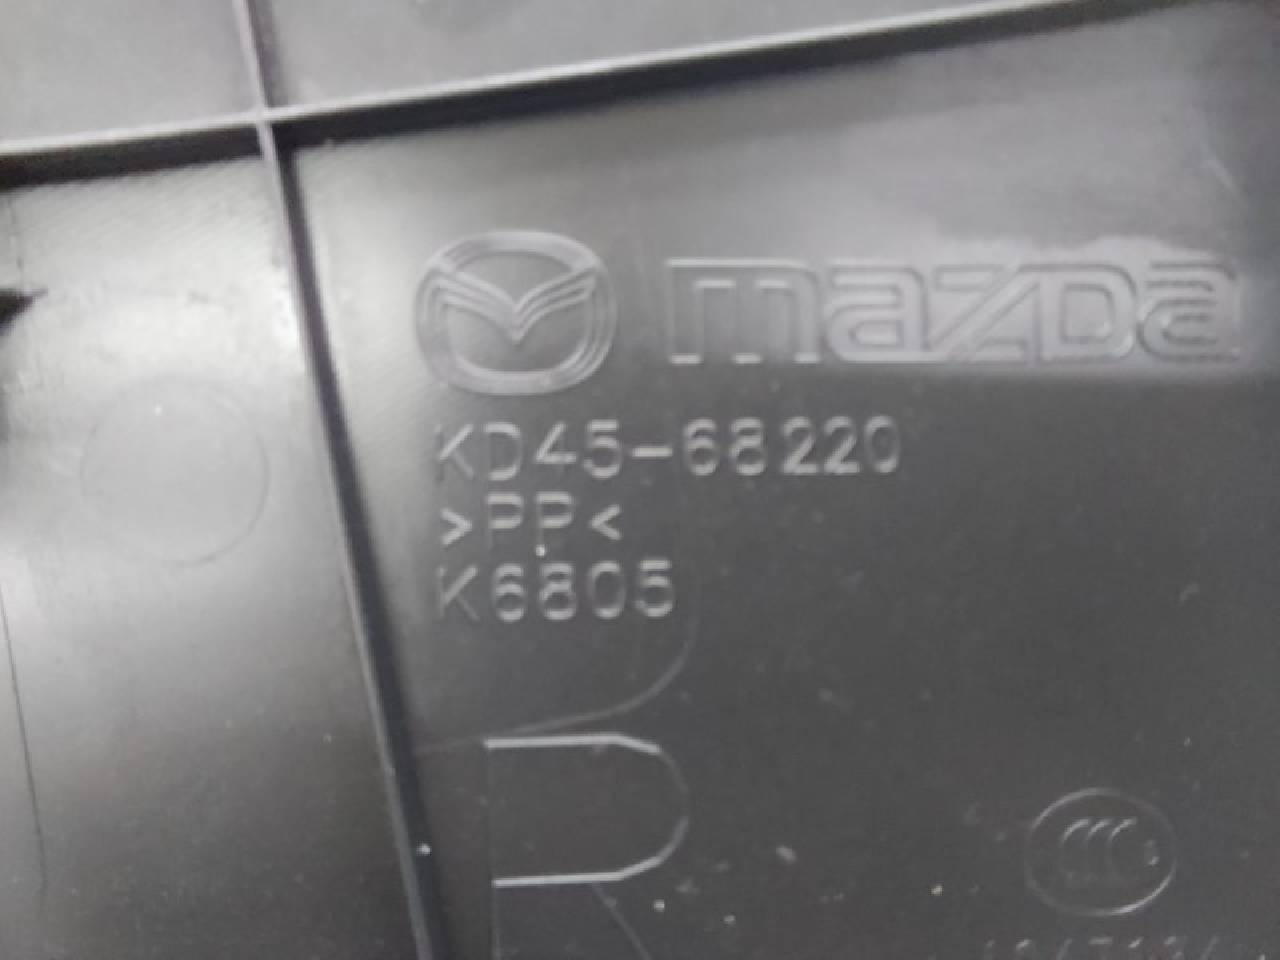 mazda
KD45-68220
>PP<
K6805
R
CCC